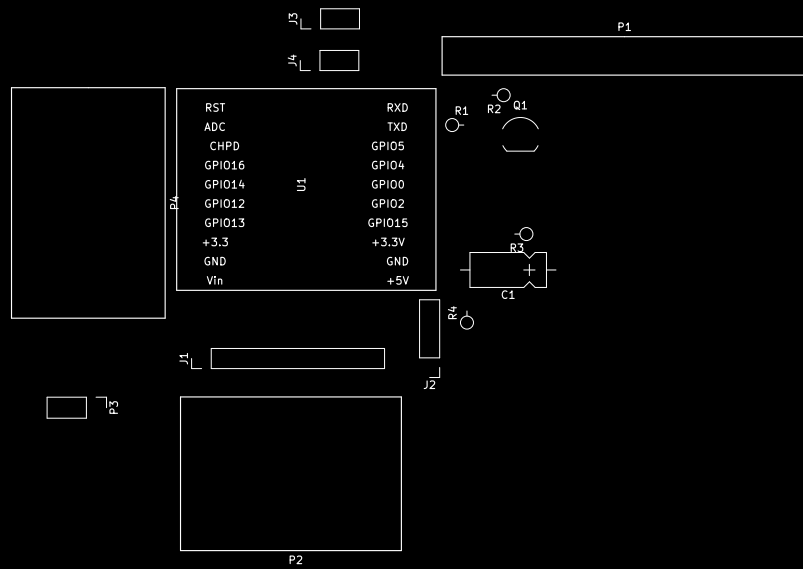 J3
P1
J4
R2
Q1
R1
RST RXD
ADC TXD
CHPD GPIO5
GPIO16 GPIO4
GPIO14 U1 GPIO0
GPIO12 GPIO2
P4
GPIO13 GPIO15
+3.3 +3.3V
R3
GND GND
Vin +5V
C1
R4
J1
J2
P3
P2